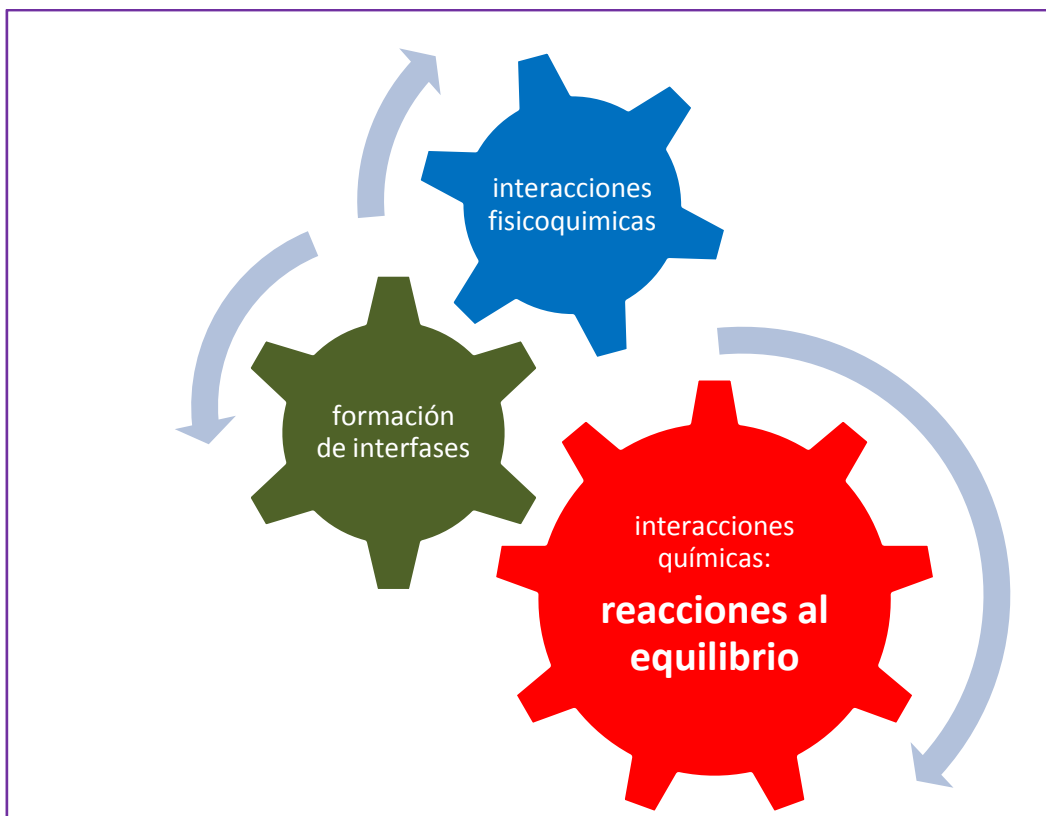 interacciones
fisicoquimicas
formación
de interfases
interacciones
químicas:
reacciones al
equilibrio